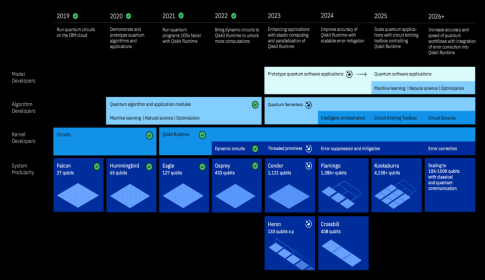 2019
2020
2021
2022
2023
2024
2025
2026+
Run quantum circuits
on the IBM cloud
Demonstrate and
prototype quantum
algorithms and
applications
Run quantum
programs 100x faster
with Qiskit Runtime
Bring dynamic circuits to
Qiskit Runtime to unlock
more computations
Enhancing applications
with elastic computing
and parallelization of
Qiskit Runtime
Improve accuracy of
Qiskit Runtime with
scalable error mitigation
Scale quantum applica-
tions with circuit knitting
toolbox controlling
Qiskit Runtime
Increase accuracy and
speed of quantum
workflows with integration
of error correction into
Qiskit Runtime
Model
Developers
Prototype quantum software applications
Quantum software applications
Machine learning | Natural science | Optimization
Algorithm
Developers
Quantum algorithm and application modules
Machine learning | Natural science | Optimization
Quantum Serverless
Intelligent orchestration
Circuit Knitting Toolbox
Circuit libraries
Kernel
Developers
Circuits
Qiskit Runtime
Dynamic circuits
Threaded primitives
Error suppression and mitigation
Error correction
System
Modularity
Falcon
27 qubits
Hummingbird
65 qubits
Eagle
127 qubits
Osprey
433 qubits
Condor
1,121 qubits
Flamingo
1,386+ qubits
Kookaburra
4,158+ qubits
Scaling to
10K-100K qubits
with classical
and quantum
communication
Heron
133 qubits x p
Crossbill
408 qubits